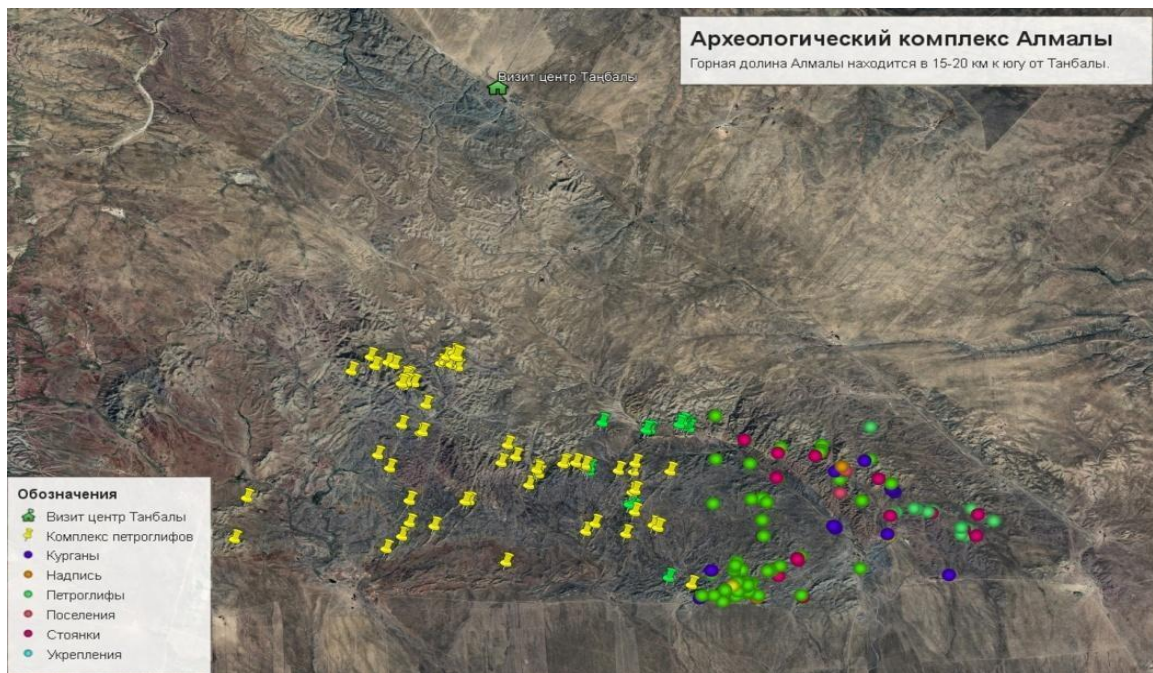 Археологический комплекс Алмалы
Горная долина Алмалы находится в 15-20 км к югу от Танбалы.
Визит центр Таңбалы
Обозначения
Визит центр Танбалы
Комплекс петроглифов
Курганы
Надпись
Петроглифы
Поселения
Стоянки
Укрепления